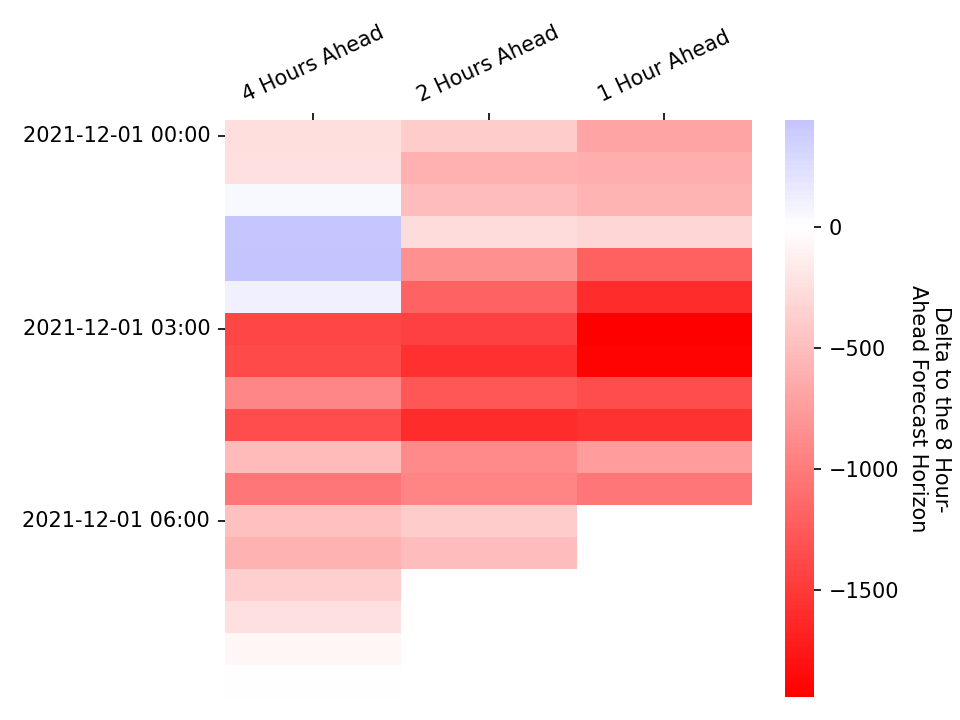 4 Hours Ahead
2 Hours Ahead
1 Hour Ahead
2021-12-01 00:00
2021-12-01 03:00
2021-12-01 06:00
0
−500
−1000
−1500
Delta to the 8 Hour-
Ahead Forecast Horizon